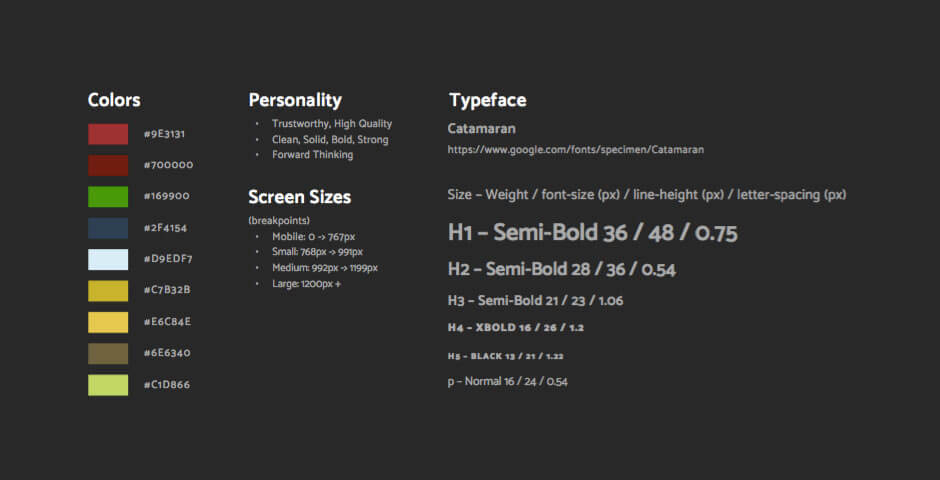 Colors
#9E3131
#700000
#169900
#2F4154
#D9EDF7
#C7B32B
#E6C84E
#6E6340
#C1D866
Personality
• Trustworthy, High Quality
• Clean, Solid, Bold, Strong
• Forward Thinking
Screen Sizes
(breakpoints)
• Mobile: 0 -> 767px
• Small: 768px -> 991px
• Medium: 992px -> 1199px
• Large: 1200px +
Typeface
Catamaran
https://www.google.com/fonts/specimen/Catamaran
Size – Weight / font-size (px) / line-height (px) / letter-spacing (px)
H1 – Semi-Bold 36 / 48 / 0.75
H2 – Semi-Bold 28 / 36 / 0.54
H3 – Semi-Bold 21 / 23 / 1.06
H4 – XBOLD 16 / 26 / 1.2
H5 – BLACK 13 / 21 / 1.22
p – Normal 16 / 24 / 0.54